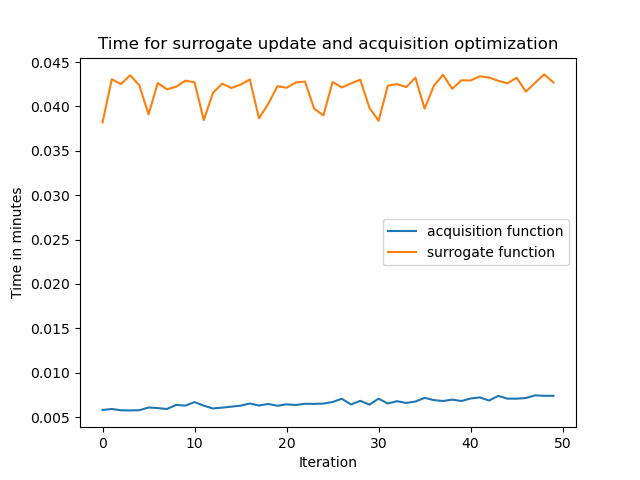 Time for surrogate update and acquisition optimization
0.045
0.040
0.035
0.030
0.025
0.020
0.015
0.010
0.005
Time in minutes
acquisition function
surrogate function
0 10 20 30 40 50
Iteration